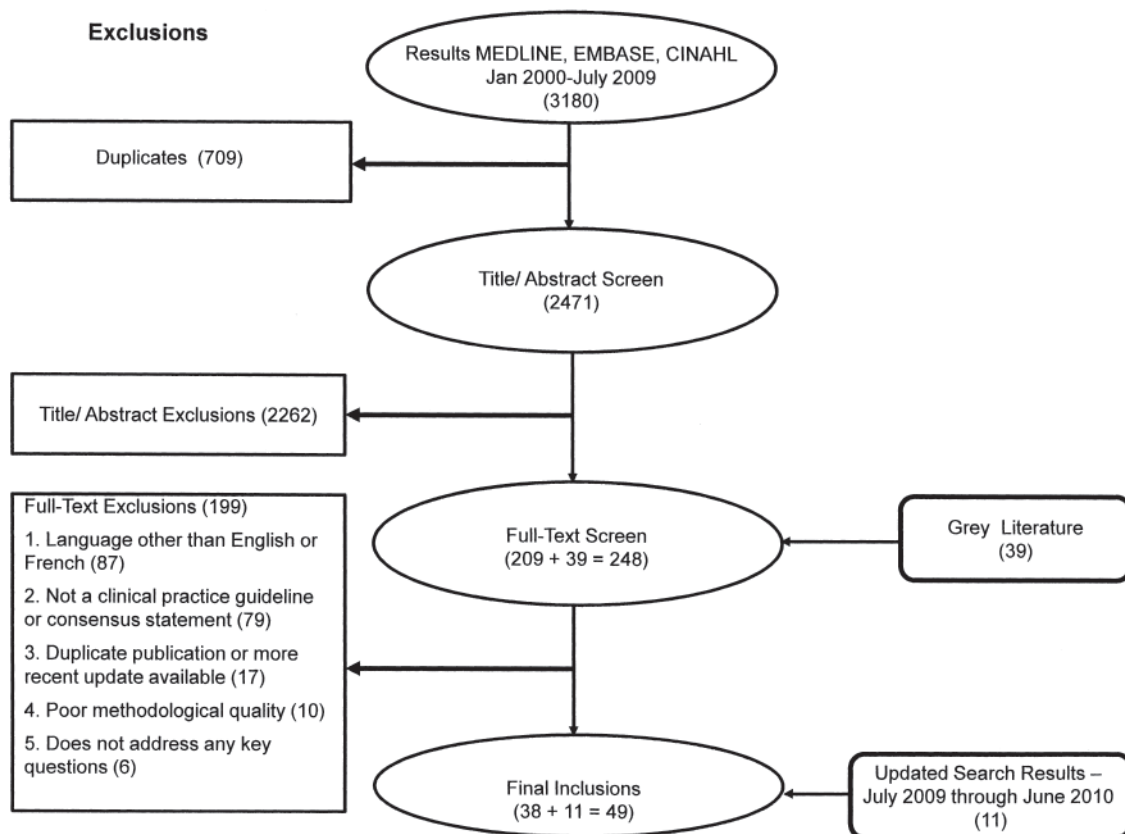 Exclusions
Results MEDLINE, EMBASE, CINAHL
Jan 2000-July 2009
(3180)
Duplicates (709)
Title/ Abstract Screen
(2471)
Title/ Abstract Exclusions (2262)
Full-Text Exclusions (199)
1. Language other than English or
French (87)
2. Not a clinical practice guideline
or consensus statement (79)
3. Duplicate publication or more
recent update available (17)
4. Poor methodological quality (10)
5. Does not address any key
questions (6)
Full-Text Screen
(209 + 39 = 248)
Grey Literature
(39)
Final Inclusions
(38 + 11 = 49)
Updated Search Results –
July 2009 through June 2010
(11)